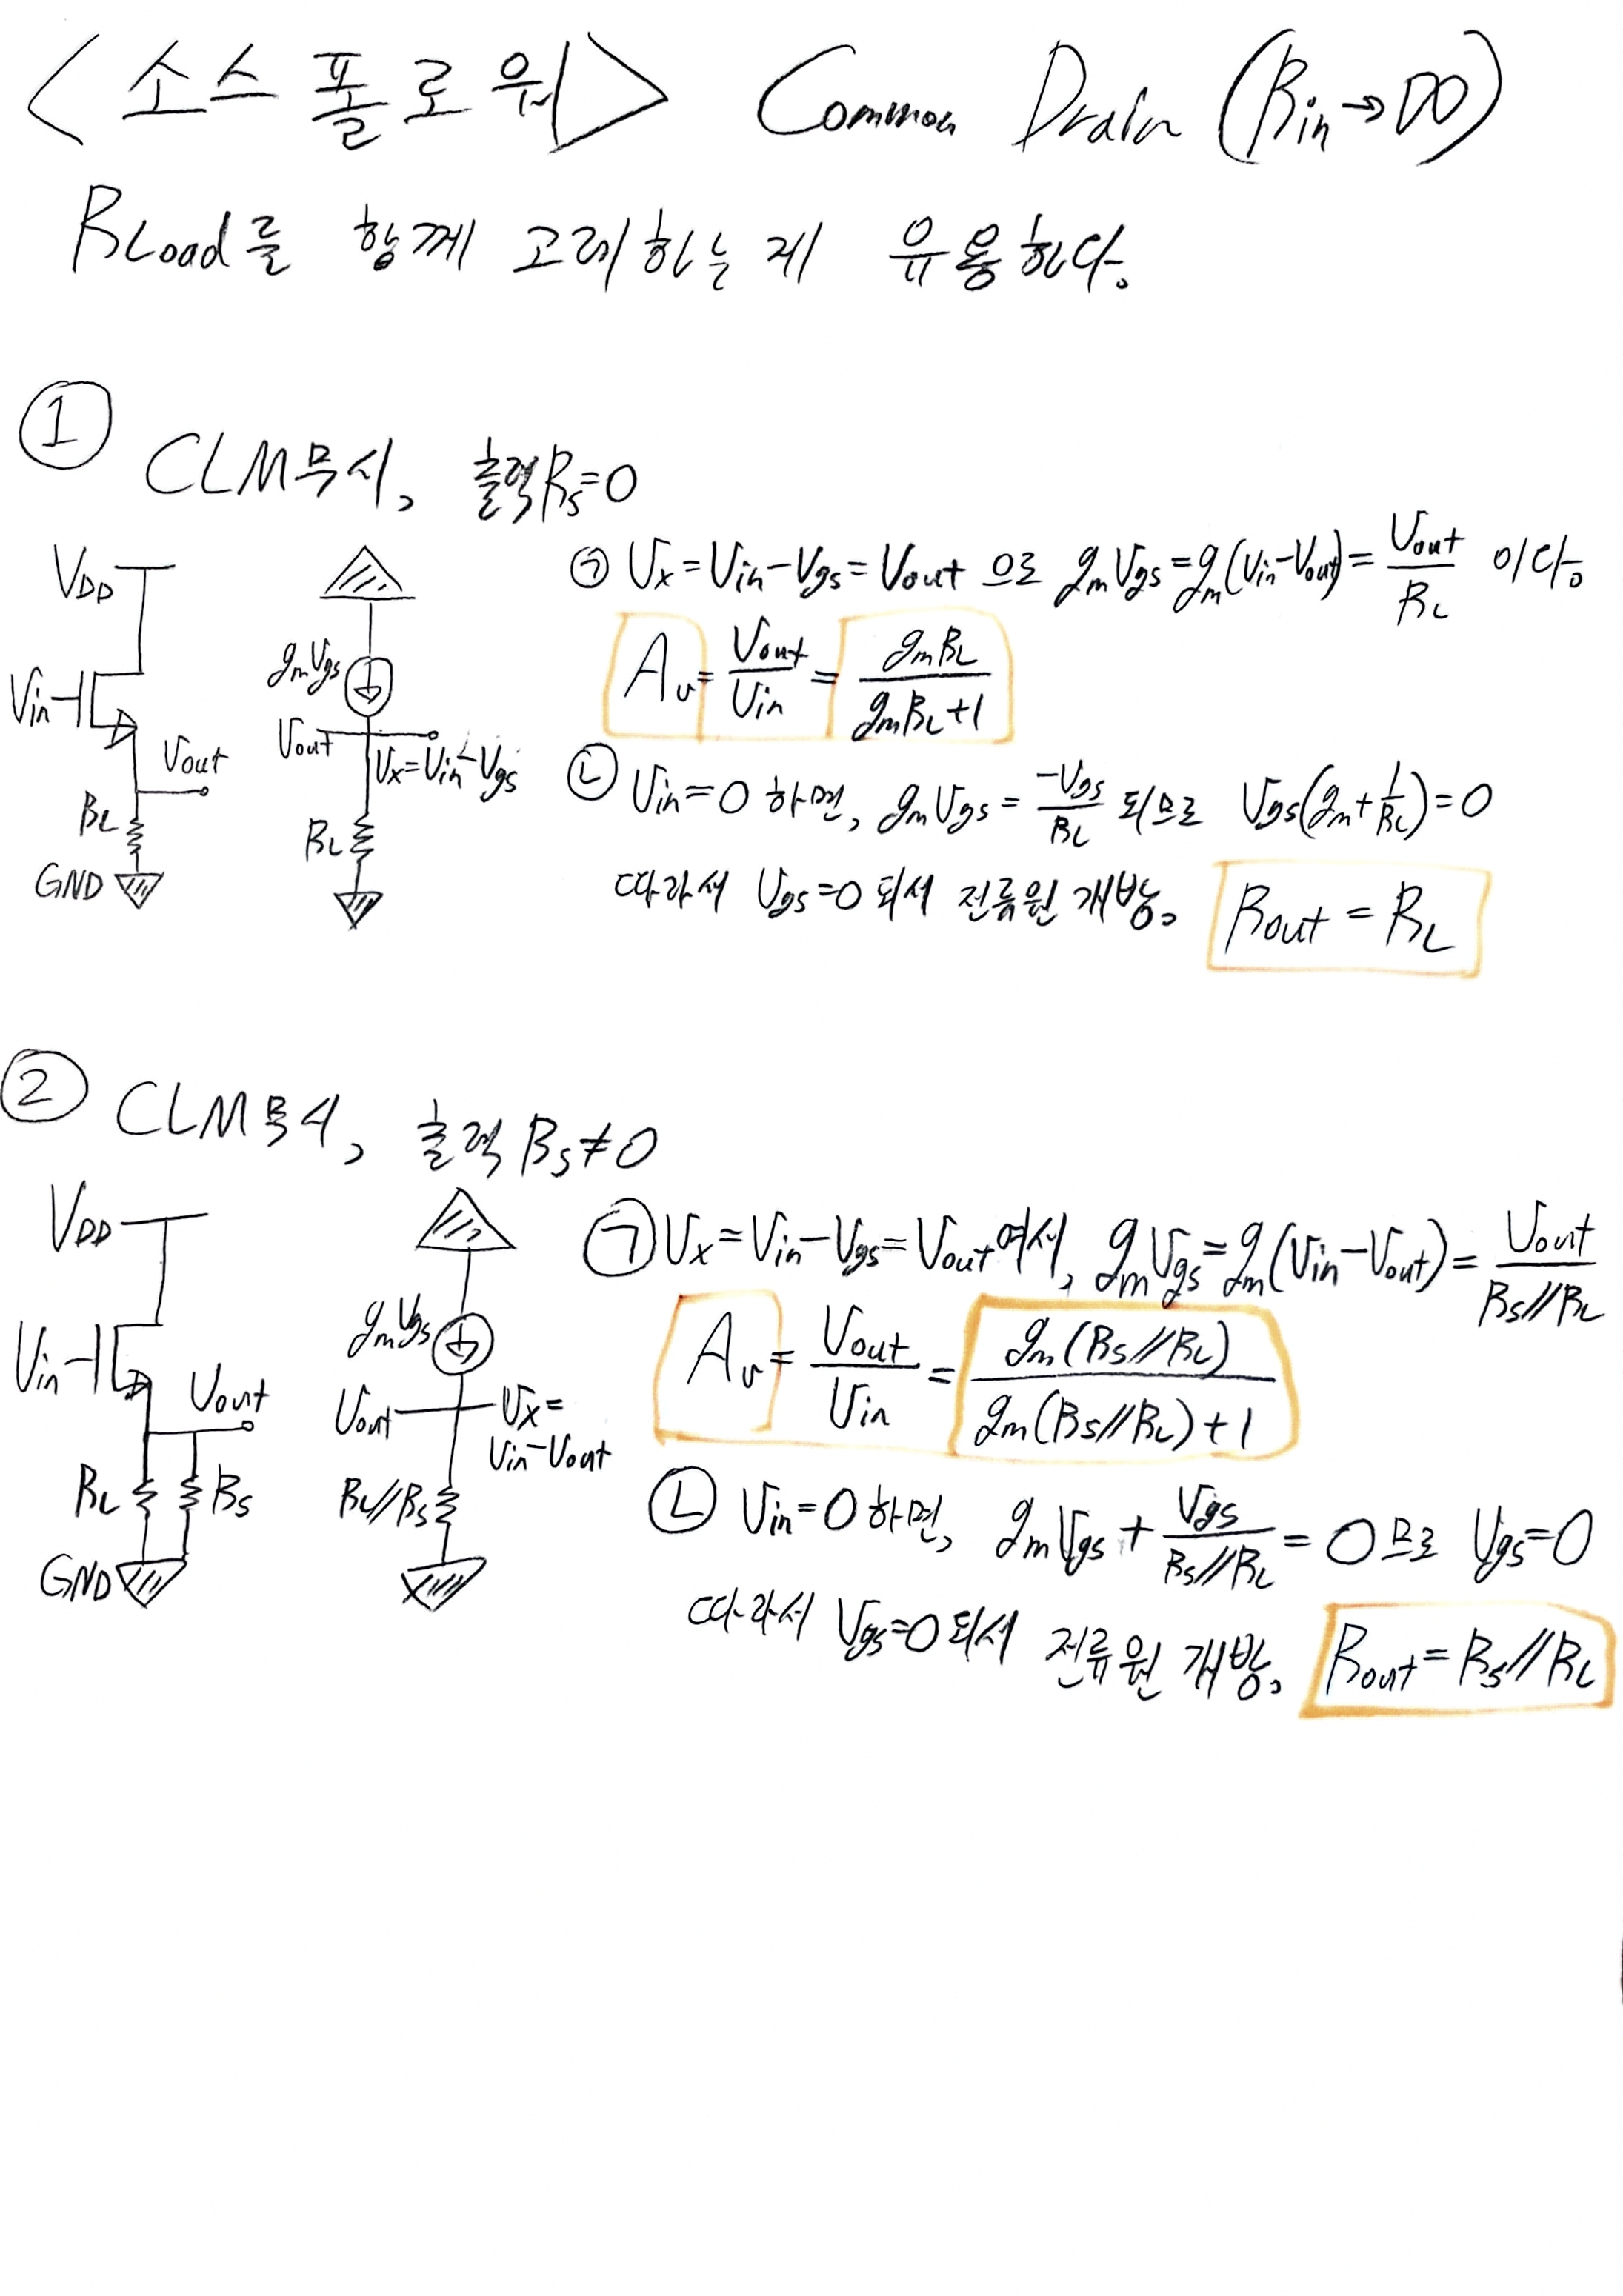 <소스 폴로워> Common Drain (Rin→∞)
RLoad를 함께 고려하는게 유용하다.
① CLM무시, 출력Rs=0
VDD
Vin
Vout
RL
GND
gmVgs
Vout
Vx=Vin-Vgs
RL
㉠ Vx=Vin-Vgs=Vout 으로 gmVgs=gm(Vin-Vout)=Vout/RL 이다.
Av=Vout/Vin=gmRL/(gmRL+1)
㉡ Vin=0 하면, gmVgs=-Vgs/RL 되므로 Vgs(gm+1/RL)=0
따라서 Vgs=0 되서 전류원 개방.
Rout=RL
② CLM무시, 출력 Rs≠0
VDD
Vin
Vout
RL
Rs
GND
gmVgs
Vout
Vx=
Vin-Vout
RL//Rs
㉠ Vx=Vin-Vgs=Vout여서, gmVgs=gm(Vin-Vout)=Vout/(Rs//RL)
Av=Vout/Vin=gm(Rs//RL)/(gm(Rs//RL)+1)
㉡ Vin=0 하면, gmVgs+Vgs/(Rs//RL)=0므로 Vgs=0
따라서 Vgs=0되서 전류원 개방.
Rout=Rs//RL